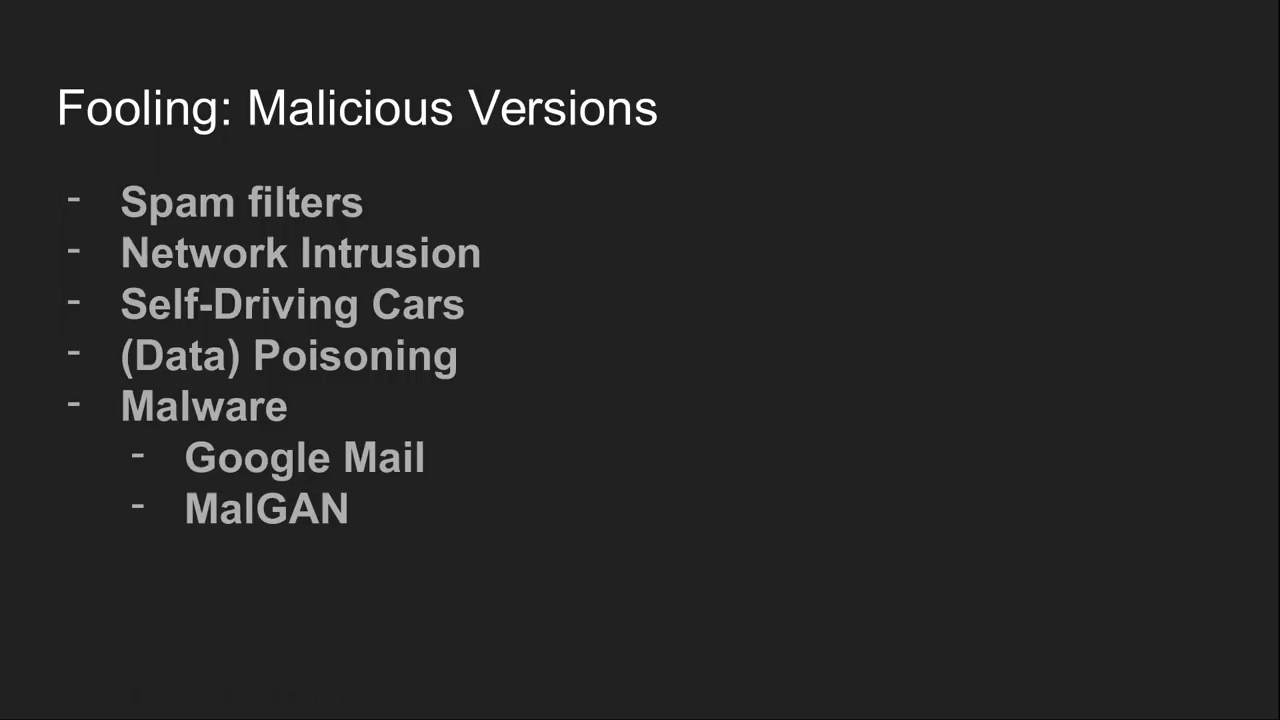 Fooling: Malicious Versions
- Spam filters
- Network Intrusion
- Self-Driving Cars
- (Data) Poisoning
- Malware
- Google Mail
- MalGAN